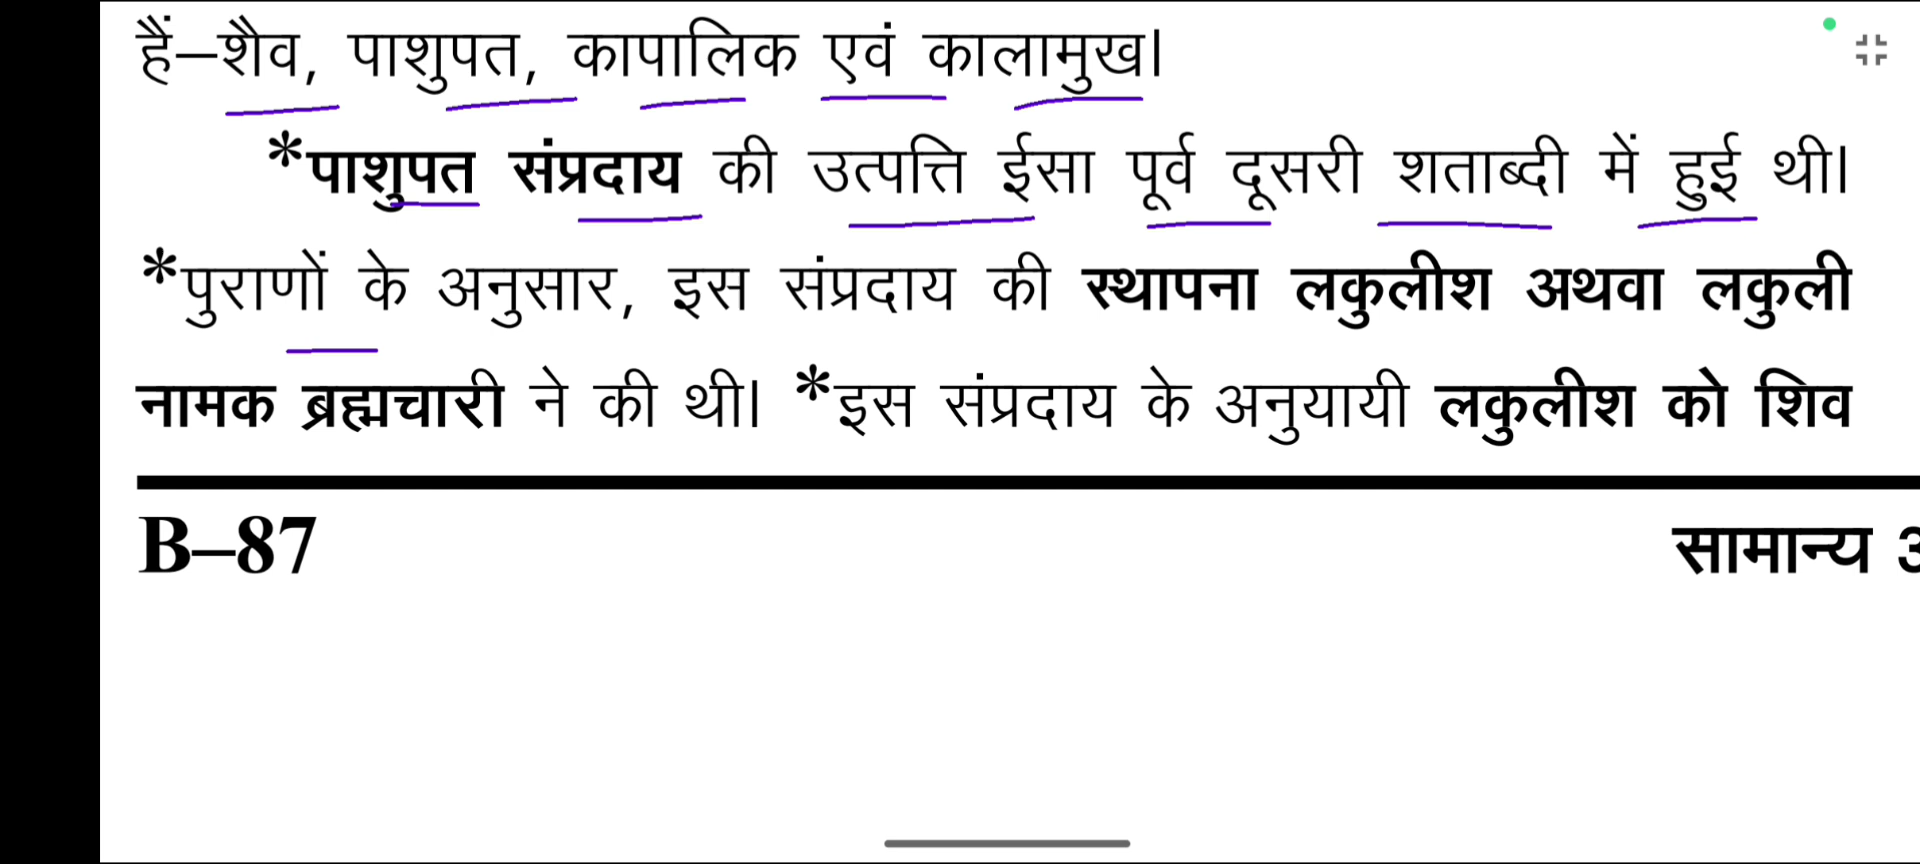 हैं–शैव, पाशुपत, कापालिक एवं कालामुख।
*पाशुपत संप्रदाय की उत्पत्ति ईसा पूर्व दूसरी शताब्दी में हुई थी।
*पुराणों के अनुसार, इस संप्रदाय की स्थापना लकुलीश अथवा लकुली
नामक ब्रह्मचारी ने की थी। *इस संप्रदाय के अनुयायी लकुलीश को शिव
B–87 सामान्य